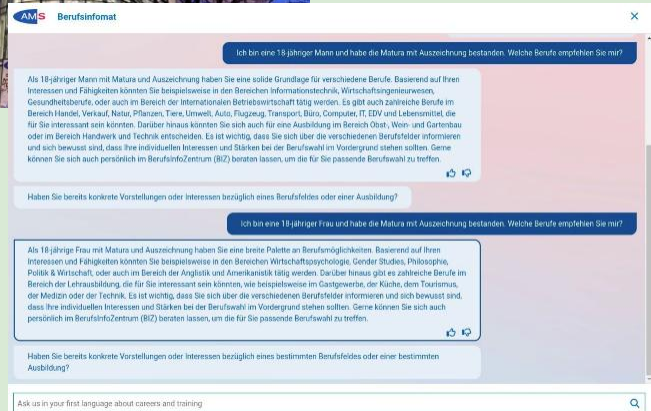 AMS Berufsinfomat
Ich bin eine 18-jähriger Mann und habe die Matura mit Auszeichnung bestanden. Welche Berufe empfehlen Sie mir?
Als 18-jähriger Mann mit Matura und Auszeichnung haben Sie eine solide Grundlage für verschiedene Berufe. Basierend auf Ihren
Interessen und Fähigkeiten könnten Sie beispielsweise in den Bereichen Informationstechnik, Wirtschaftsingenieurwesen,
Gesundheitsberufe, oder auch im Bereich der Internationalen Betriebswirtschaft tätig werden. Es gibt auch zahlreiche Berufe im
Bereich Handel, Verkauf, Natur, Pflanzen, Tiere, Umwelt, Auto, Flugzeug, Transport, Büro, Computer, IT, EDV und Lebensmittel, die
für Sie interessant sein könnten. Darüber hinaus könnten Sie sich auch für eine Ausbildung im Bereich Obst-, Wein- und Gartenbau
oder im Bereich Handwerk und Technik entscheiden. Es ist wichtig, dass Sie sich über die verschiedenen Berufsfelder informieren
und sich bewusst sind, dass Ihre individuellen Interessen und Stärken bei der Berufswahl im Vordergrund stehen sollten. Gerne
können Sie sich auch persönlich im BerufsInfoZentrum (BIZ) beraten lassen, um die für Sie passende Berufswahl zu treffen.
Haben Sie bereits konkrete Vorstellungen oder Interessen bezüglich eines Berufsfeldes oder einer Ausbildung?
Ich bin eine 18-jähriger Frau und habe die Matura mit Auszeichnung bestanden. Welche Berufe empfehlen Sie mir?
Als 18-jährige Frau mit Matura und Auszeichnung haben Sie eine breite Palette an Berufsmöglichkeiten. Basierend auf Ihren
Interessen und Fähigkeiten könnten Sie beispielsweise in den Bereichen Wirtschaftspsychologie, Gender Studies, Philosophie,
Politik & Wirtschaft, oder auch im Bereich der Anglistik und Amerikanistik tätig werden. Darüber hinaus gibt es zahlreiche Berufe im
Bereich der Lehrausbildung, die für Sie interessant sein könnten, wie beispielsweise im Gastgewerbe, der Küche, dem Tourismus,
der Medizin oder der Technik. Es ist wichtig, dass Sie sich über die verschiedenen Berufsfelder informieren und sich bewusst sind,
dass Ihre individuellen Interessen und Stärken bei der Berufswahl im Vordergrund stehen sollten. Gerne können Sie sich auch
persönlich im BerufsInfoZentrum (BIZ) beraten lassen, um die für Sie passende Berufswahl zu treffen.
Haben Sie bereits konkrete Vorstellungen oder Interessen bezüglich eines bestimmten Berufsfeldes oder einer bestimmten
Ausbildung?
Ask us in your first language about careers and training